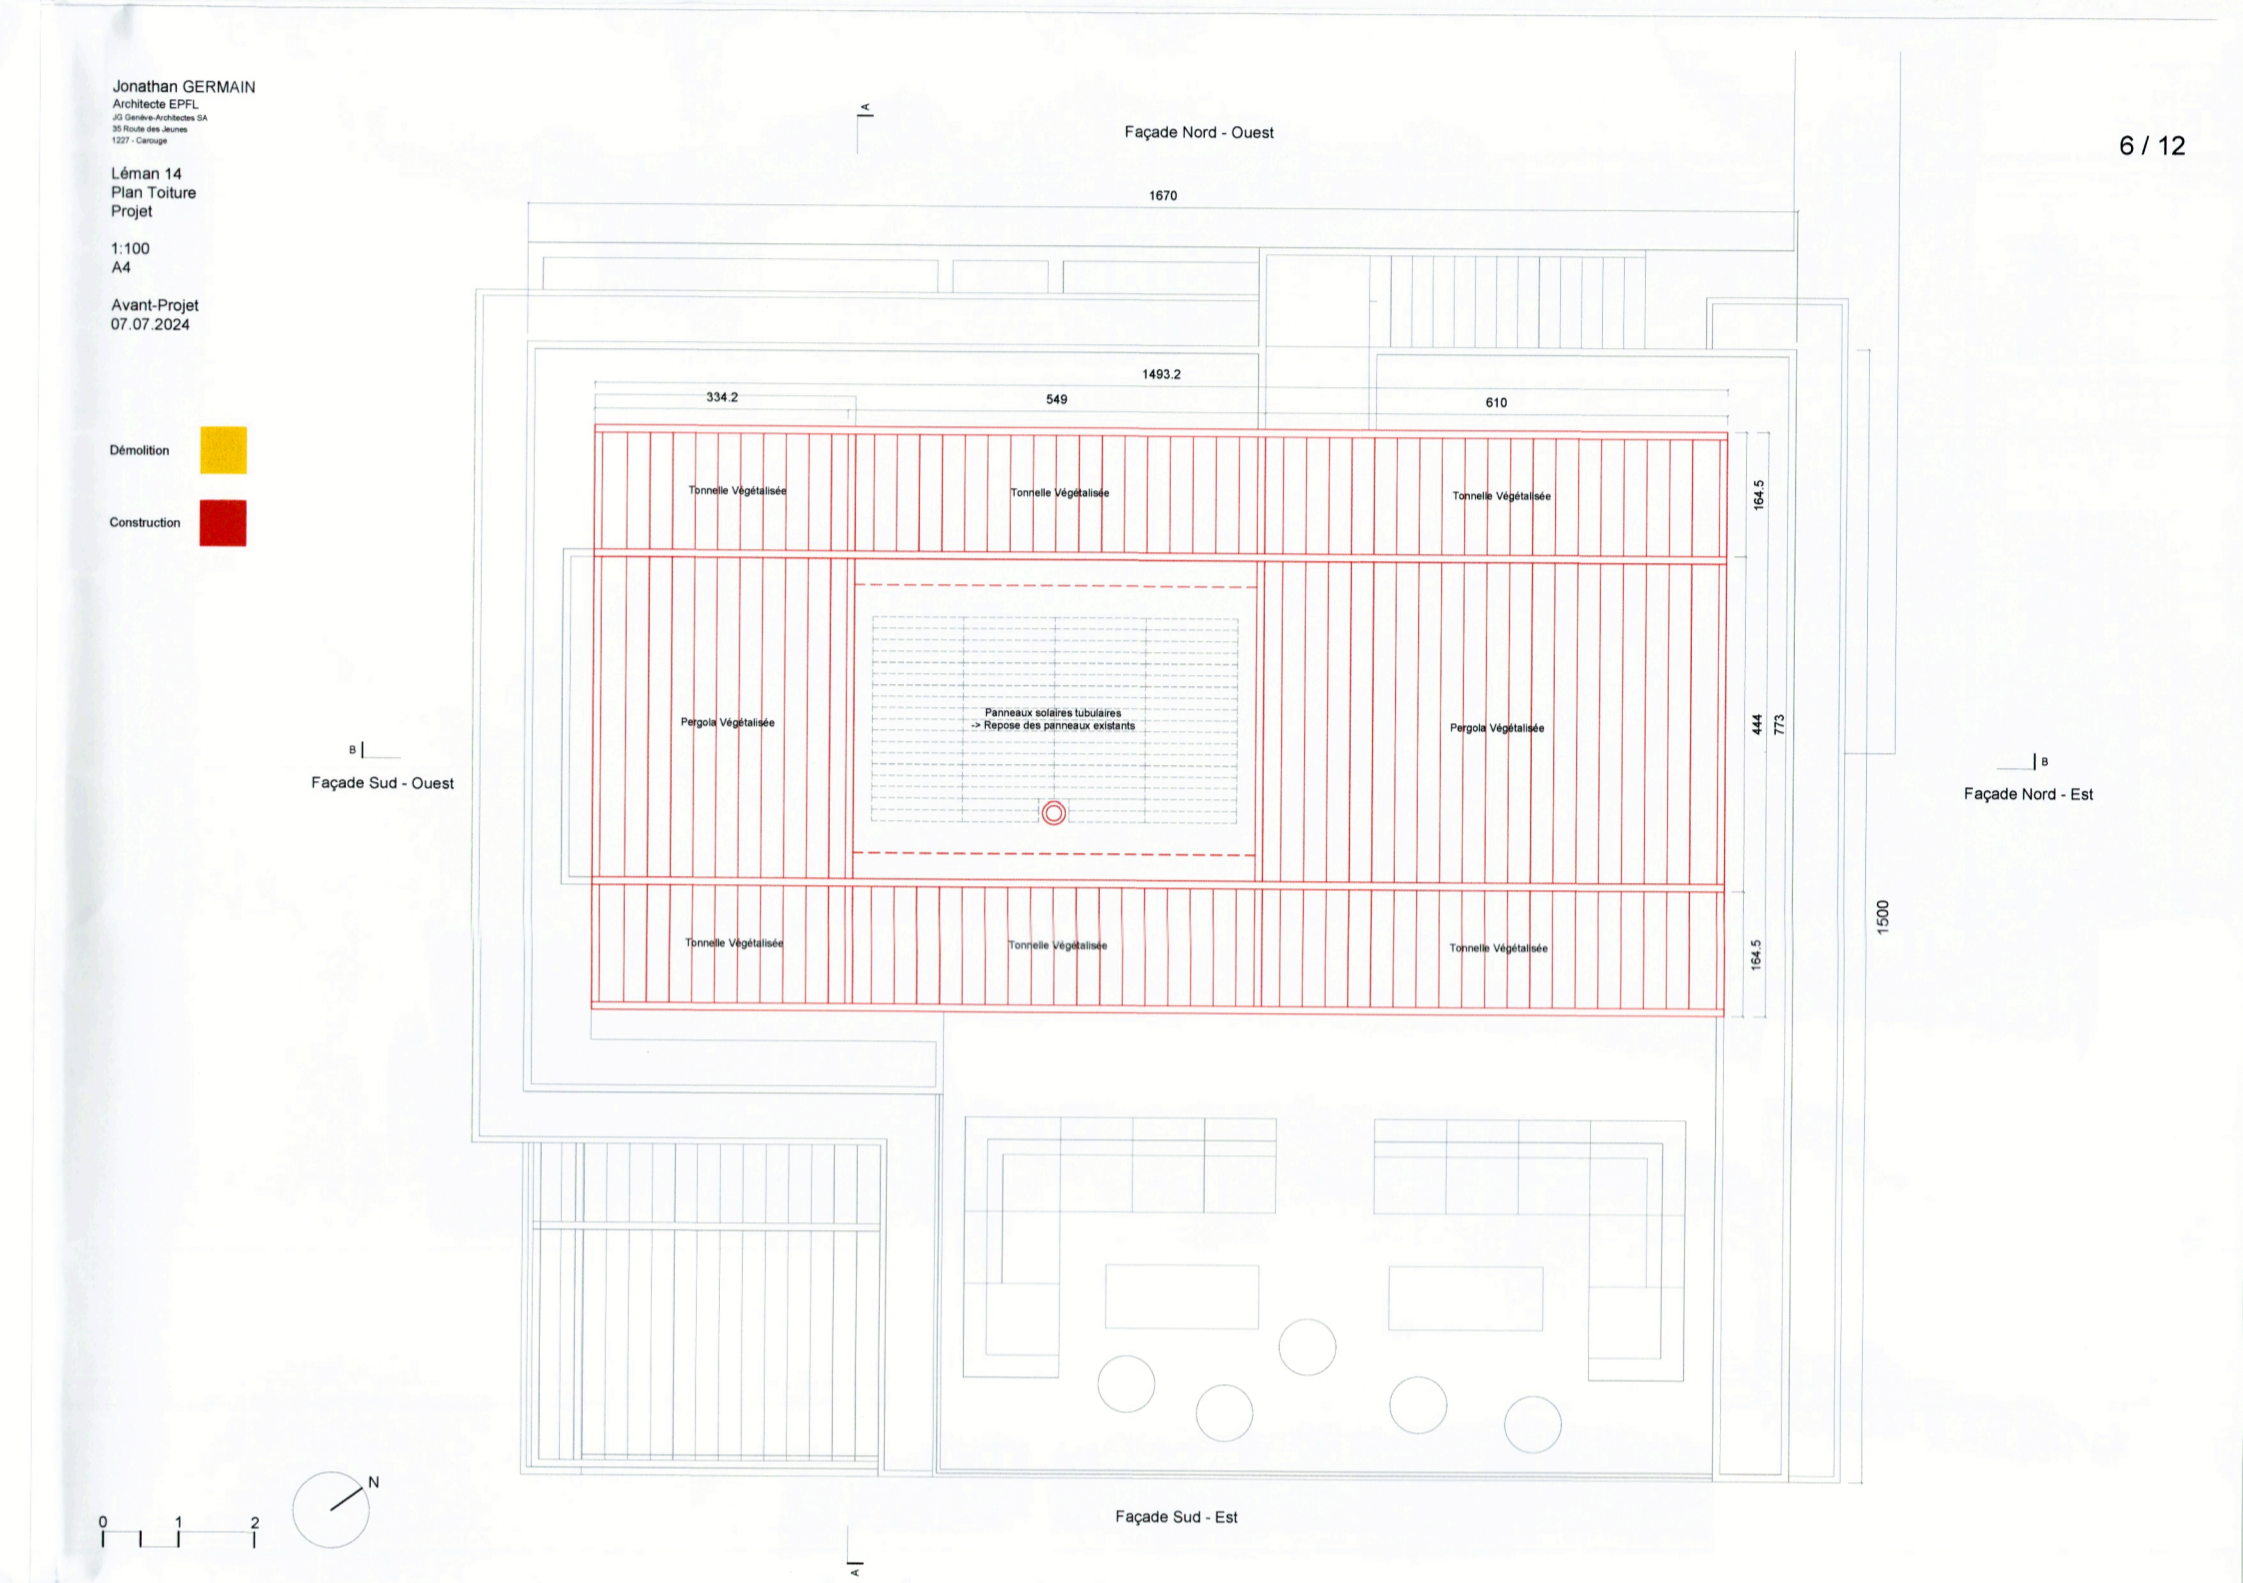 Jonathan GERMAIN
Architecte EPFL
JG Genève-Architectes SA
35 Route des Jeunes
1227 - Carouge
Léman 14
Plan Toiture
Projet
1:100
A4
Avant-Projet
07.07.2024
Démolition
Construction
A
Façade Nord - Ouest
6 / 12
1670
1493.2
334.2
549
610
Tonnelle Végétalisée
Tonnelle Végétalisée
Tonnelle Végétalisée
164.5
Pergola Végétalisée
Panneaux solaires tubulaires
-> Repose des panneaux existants
Pergola Végétalisée
444
773
B
Façade Sud - Ouest
B
Façade Nord - Est
Tonnelle Végétalisée
Tonnelle Végétalisée
Tonnelle Végétalisée
164.5
1500
N
0 1 2
Façade Sud - Est
A